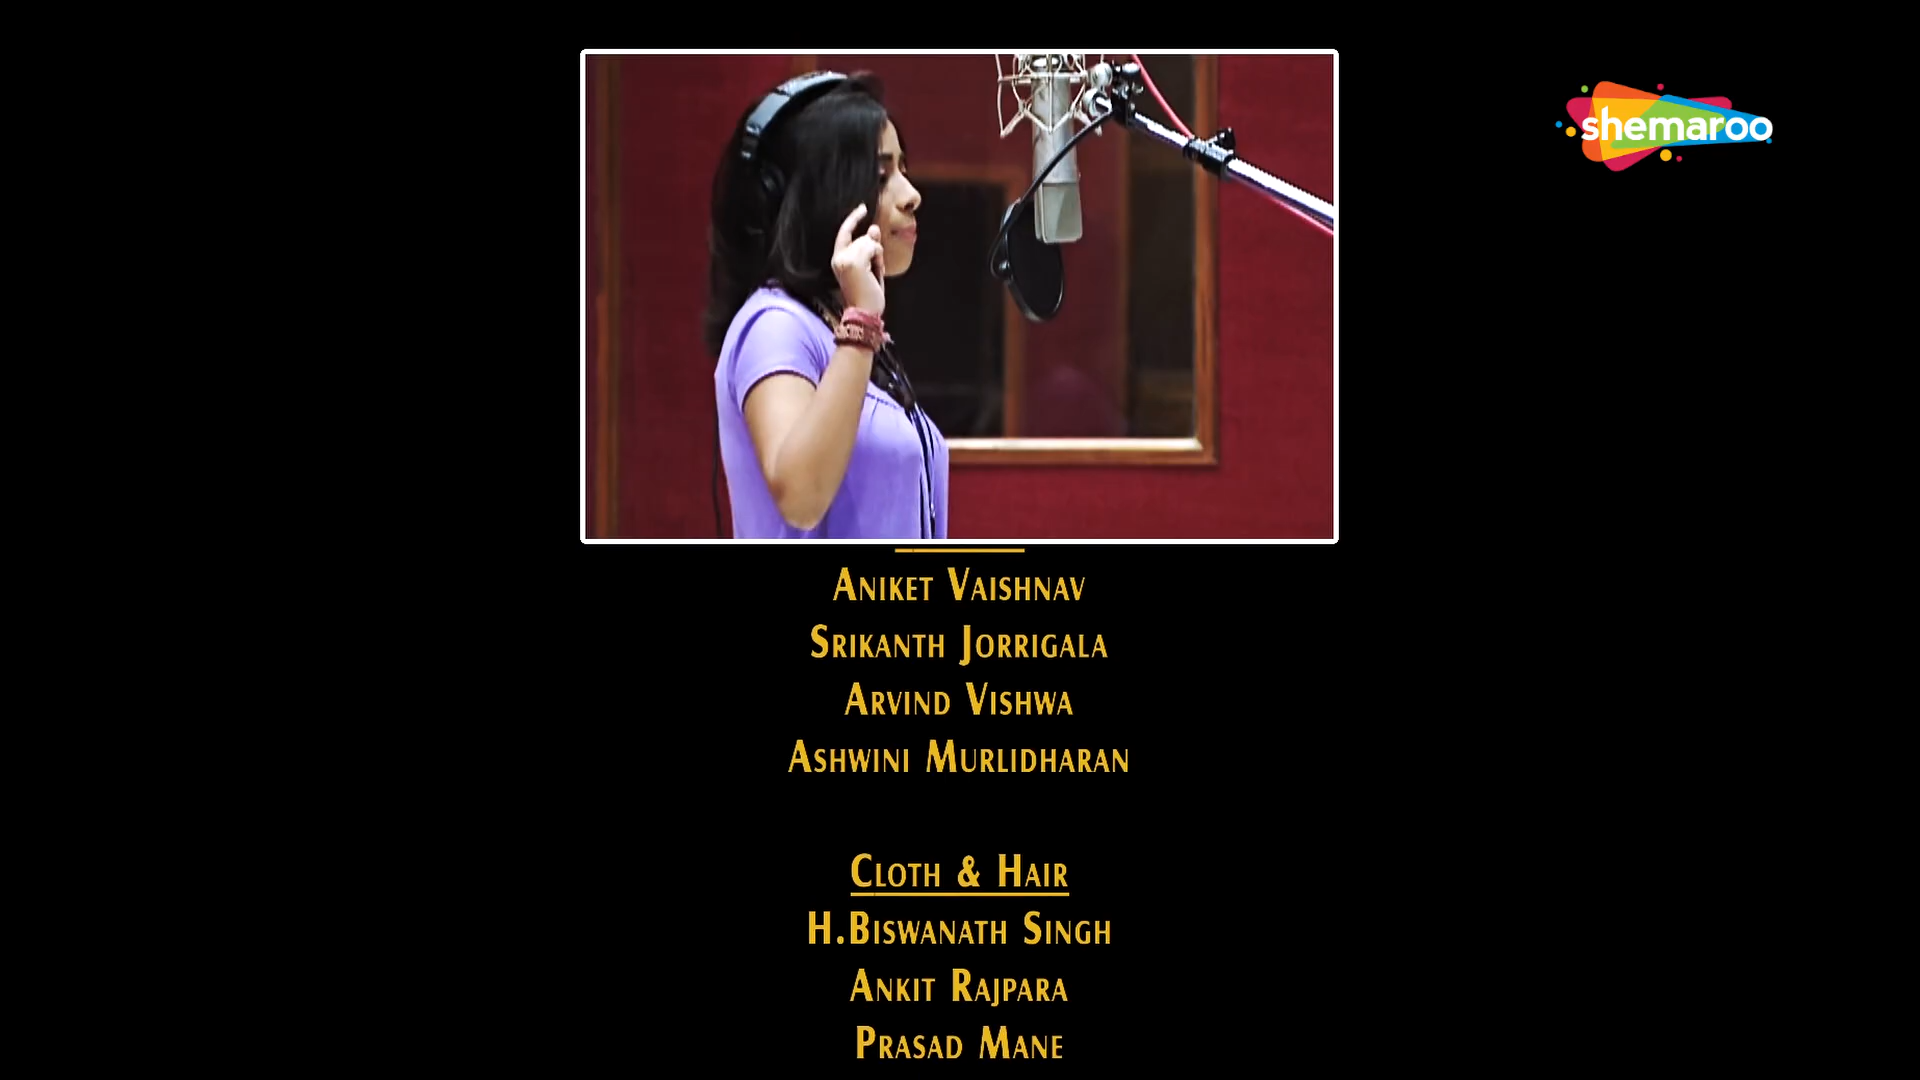 shemaroo
Aniket Vaishnav
Srikanth Jorrigala
Arvind Vishwa
Ashwini Murlidharan
Cloth & Hair
H.Biswanath Singh
Ankit Rajpara
Prasad Mane